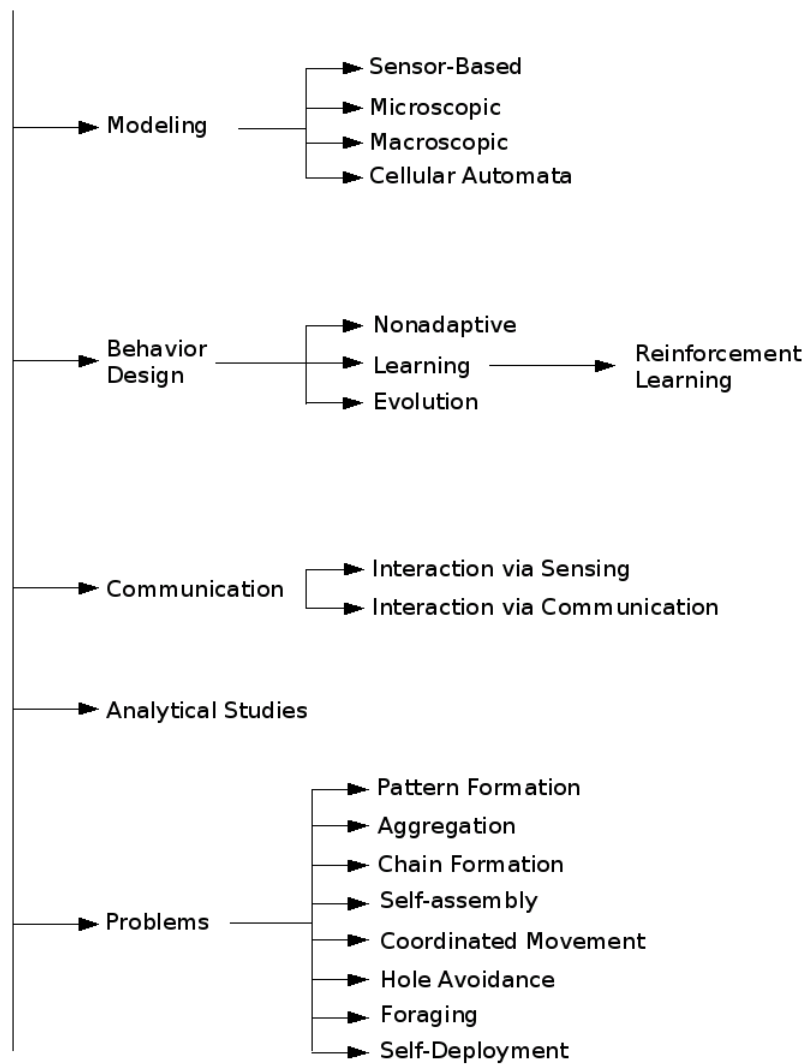 Modeling
Sensor-Based
Microscopic
Macroscopic
Cellular Automata
Behavior
Design
Nonadaptive
Learning
Evolution
Reinforcement
Learning
Communication
Interaction via Sensing
Interaction via Communication
Analytical Studies
Problems
Pattern Formation
Aggregation
Chain Formation
Self-assembly
Coordinated Movement
Hole Avoidance
Foraging
Self-Deployment